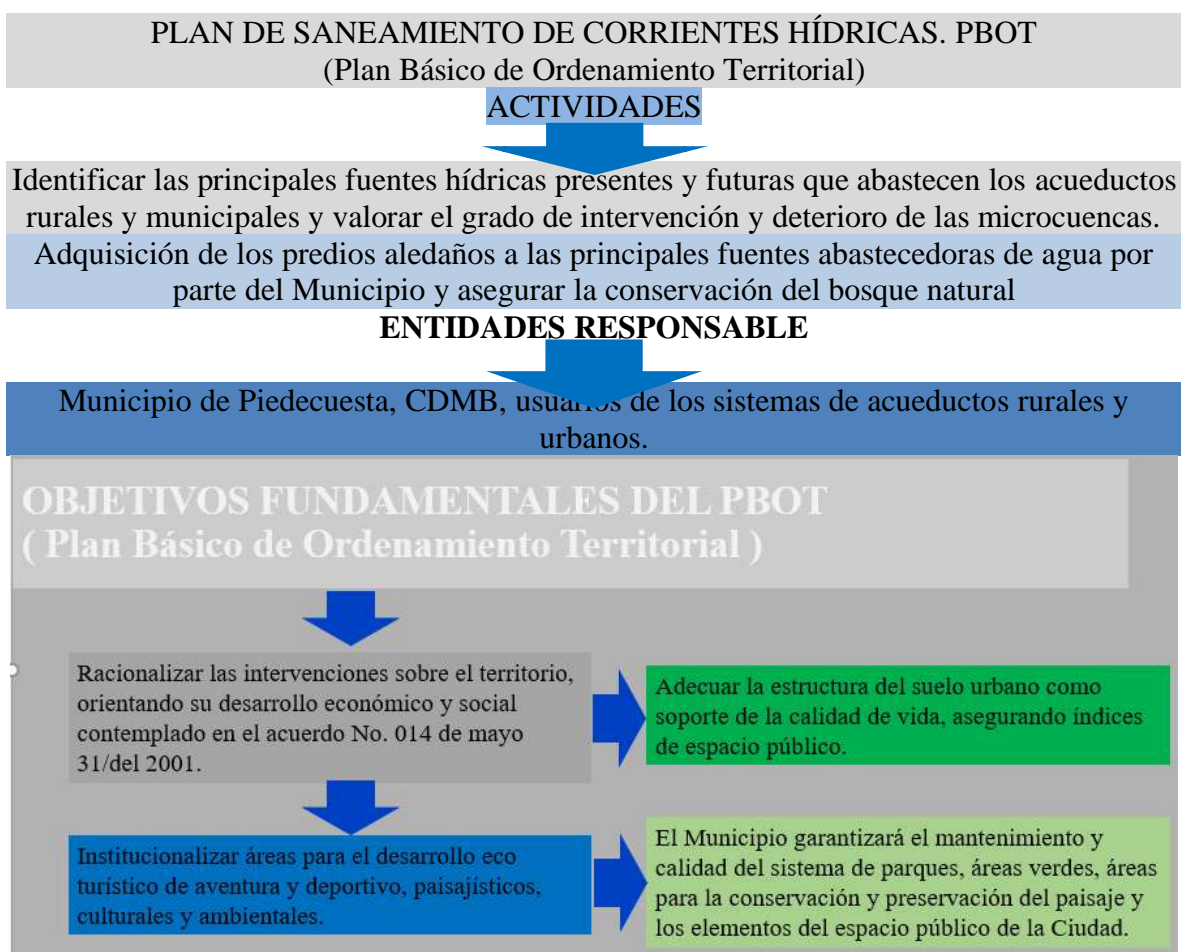 PLAN DE SANEAMIENTO DE CORRIENTES HÍDRICAS. PBOT
(Plan Básico de Ordenamiento Territorial)
ACTIVIDADES
Identificar las principales fuentes hídricas presentes y futuras que abastecen los acueductos
rurales y municipales y valorar el grado de intervención y deterioro de las microcuencas.
Adquisición de los predios aledaños a las principales fuentes abastecedoras de agua por
parte del Municipio y asegurar la conservación del bosque natural
ENTIDADES RESPONSABLE
Municipio de Piedecuesta, CDMB, usuarios de los sistemas de acueductos rurales y
urbanos.
OBJETIVOS FUNDAMENTALES DEL PBOT
( Plan Básico de Ordenamiento Territorial )
Racionalizar las intervenciones sobre el territorio,
orientando su desarrollo económico y social
contemplado en el acuerdo No. 014 de mayo
31/del 2001.
Adecuar la estructura del suelo urbano como
soporte de la calidad de vida, asegurando índices
de espacio público.
Institucionalizar áreas para el desarrollo eco
turístico de aventura y deportivo, paisajísticos,
culturales y ambientales.
El Municipio garantizará el mantenimiento y
calidad del sistema de parques, áreas verdes, áreas
para la conservación y preservación del paisaje y
los elementos del espacio público de la Ciudad.